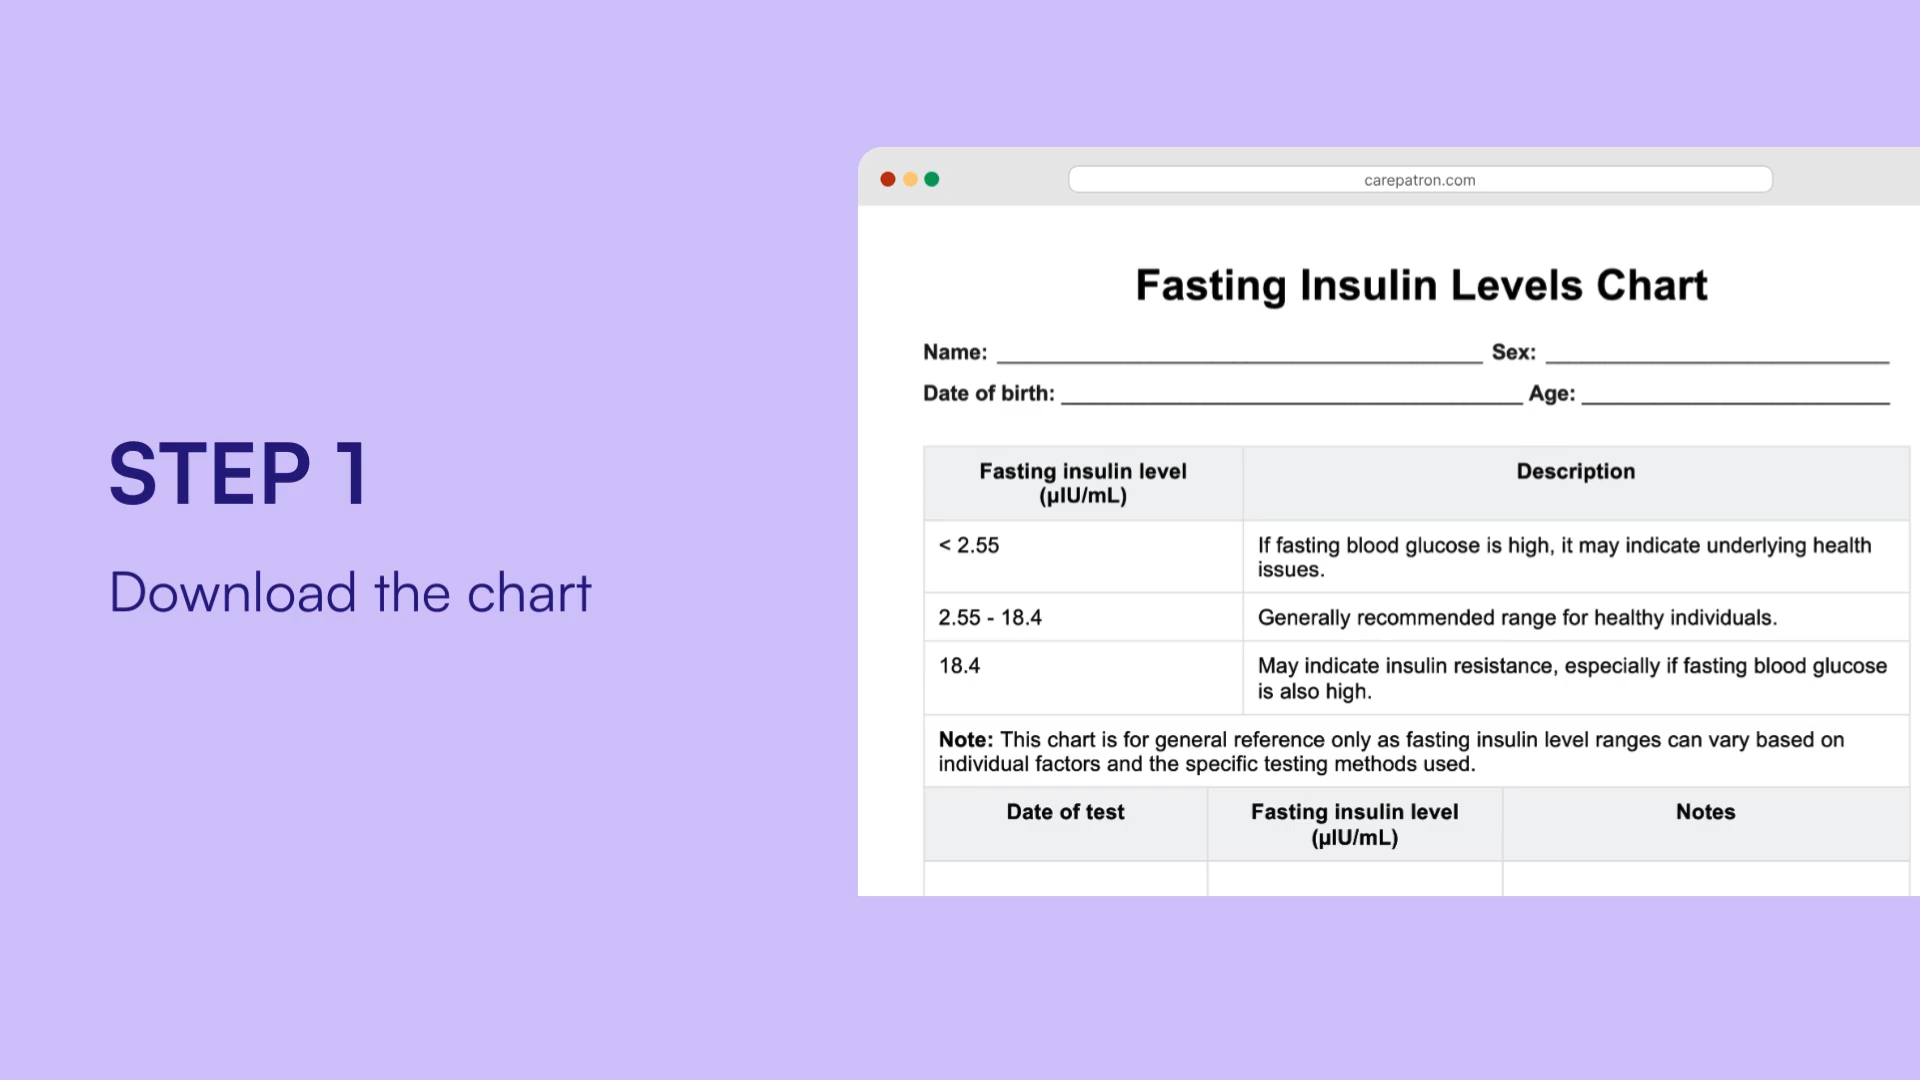 STEP 1
Download the chart
carepatron.com
Fasting Insulin Levels Chart
Name: Sex:
Date of birth: Age:
Fasting insulin level
(µIU/mL)
Description
< 2.55
If fasting blood glucose is high, it may indicate underlying health
issues.
2.55 - 18.4
Generally recommended range for healthy individuals.
18.4
May indicate insulin resistance, especially if fasting blood glucose
is also high.
Note: This chart is for general reference only as fasting insulin level ranges can vary based on
individual factors and the specific testing methods used.
Date of test
Fasting insulin level
(µIU/mL)
Notes